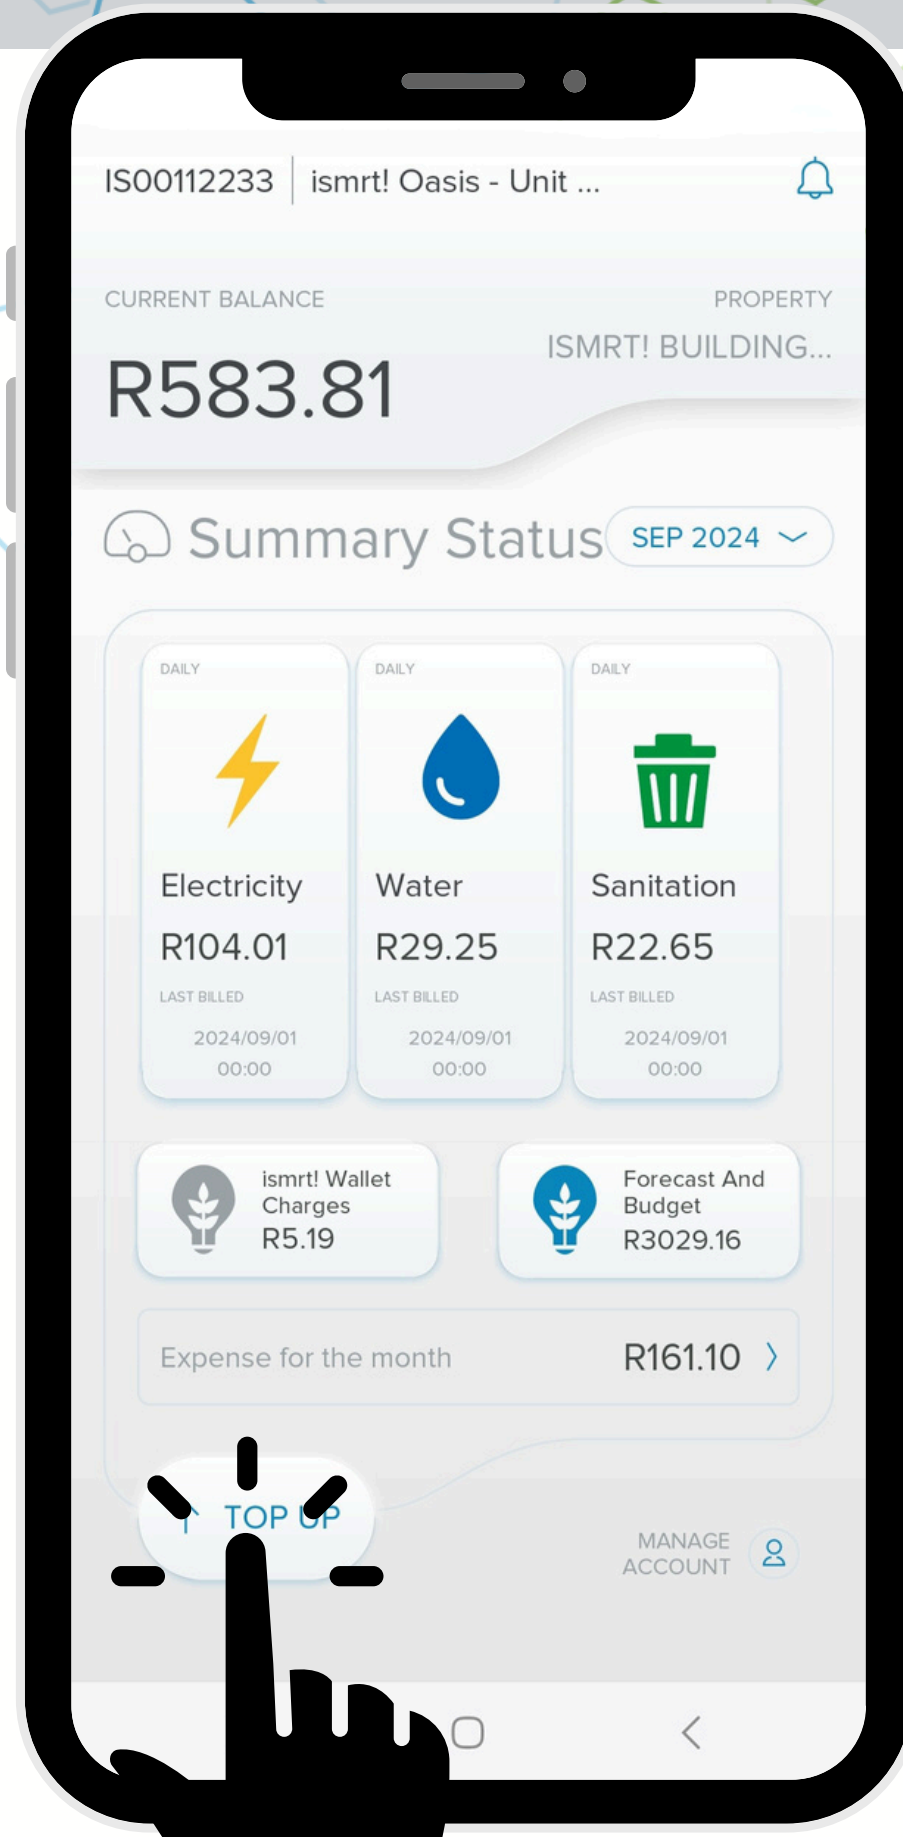 IS00112233 ismrt! Oasis - Unit ...
CURRENT BALANCE
R583.81
PROPERTY
ISMRT! BUILDING...
Summary Status
SEP 2024
DAILY
Electricity
R104.01
LAST BILLED
2024/09/01
00:00
DAILY
Water
R29.25
LAST BILLED
2024/09/01
00:00
DAILY
Sanitation
R22.65
LAST BILLED
2024/09/01
00:00
ismrt! Wallet
Charges
R5.19
Forecast And
Budget
R3029.16
Expense for the month R161.10
TOP UP
MANAGE
ACCOUNT